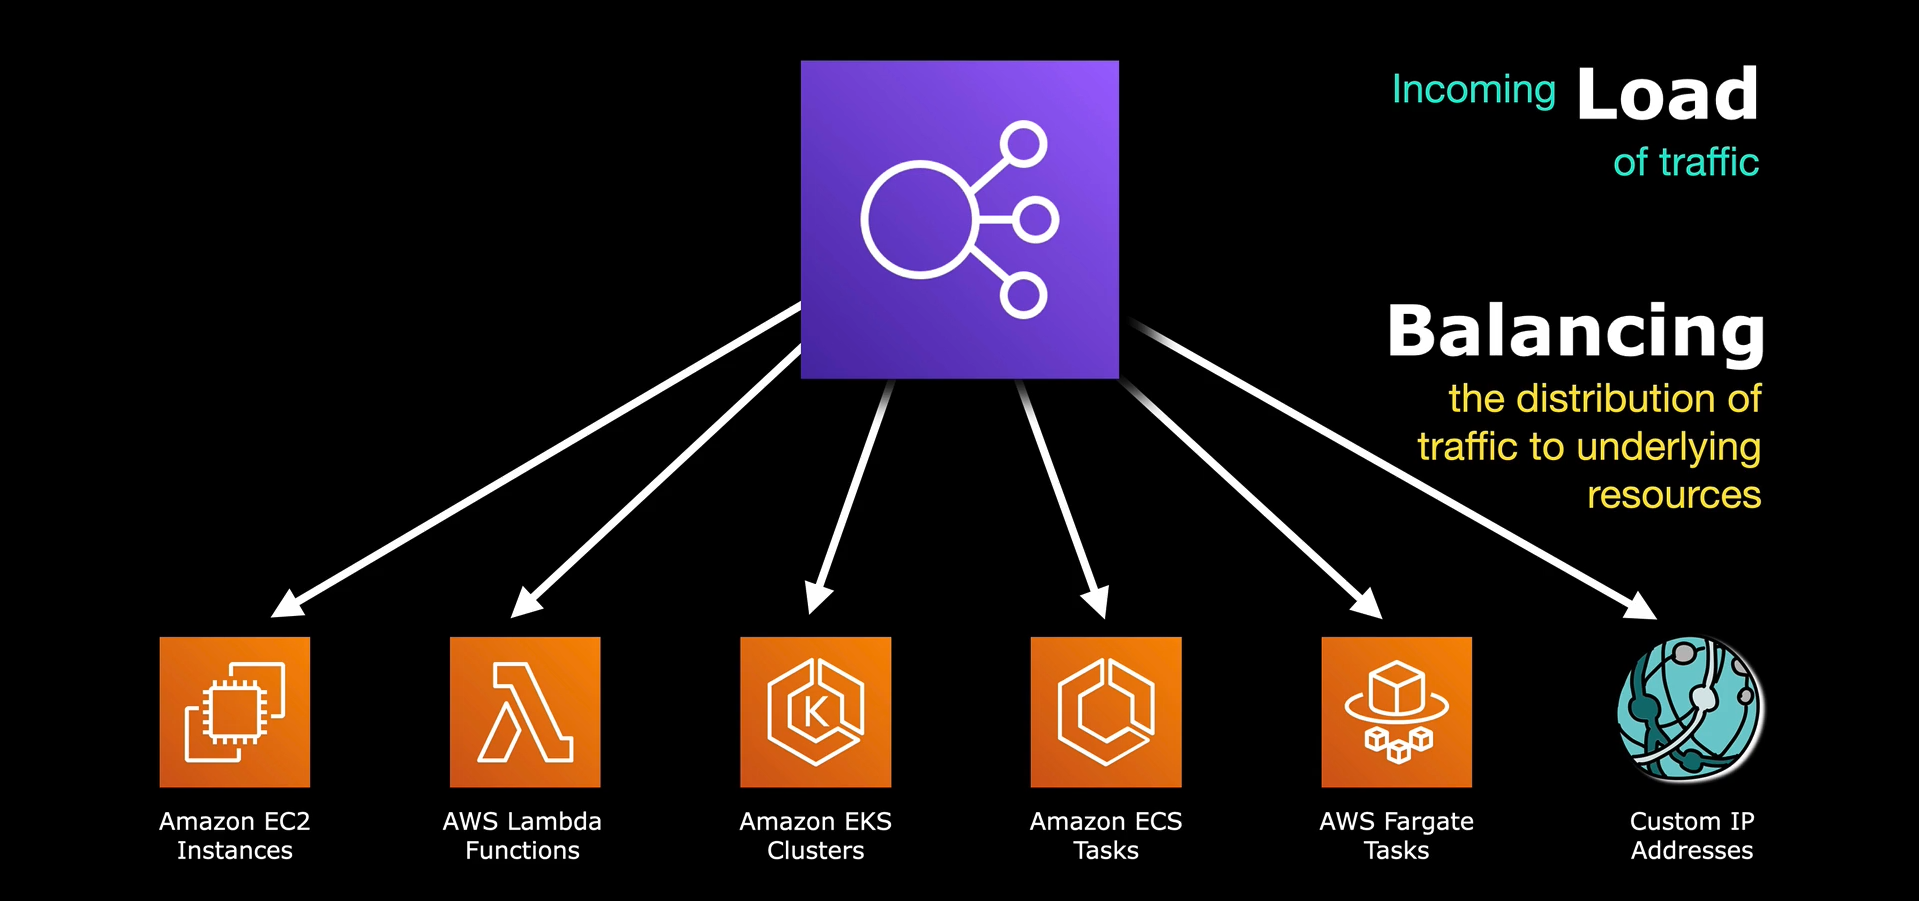 Incoming Load
of traffic
Balancing
the distribution of
traffic to underlying
resources
K
Amazon EC2
Instances
AWS Lambda
Functions
Amazon EKS
Clusters
Amazon ECS
Tasks
AWS Fargate
Tasks
Custom IP
Addresses